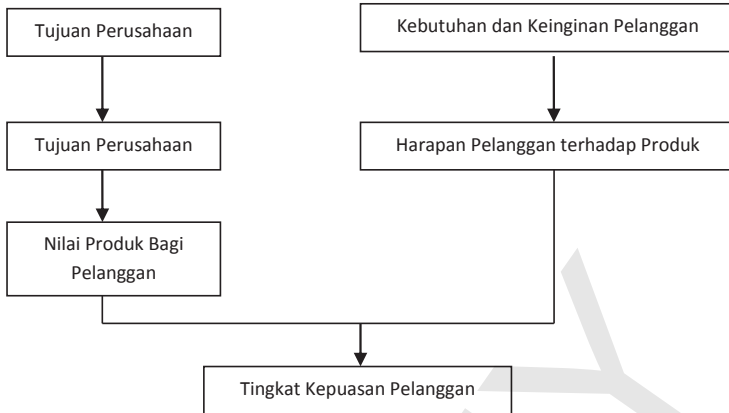 Tujuan Perusahaan
Kebutuhan dan Keinginan Pelanggan
Tujuan Perusahaan
Harapan Pelanggan terhadap Produk
Nilai Produk Bagi
Pelanggan
Tingkat Kepuasan Pelanggan